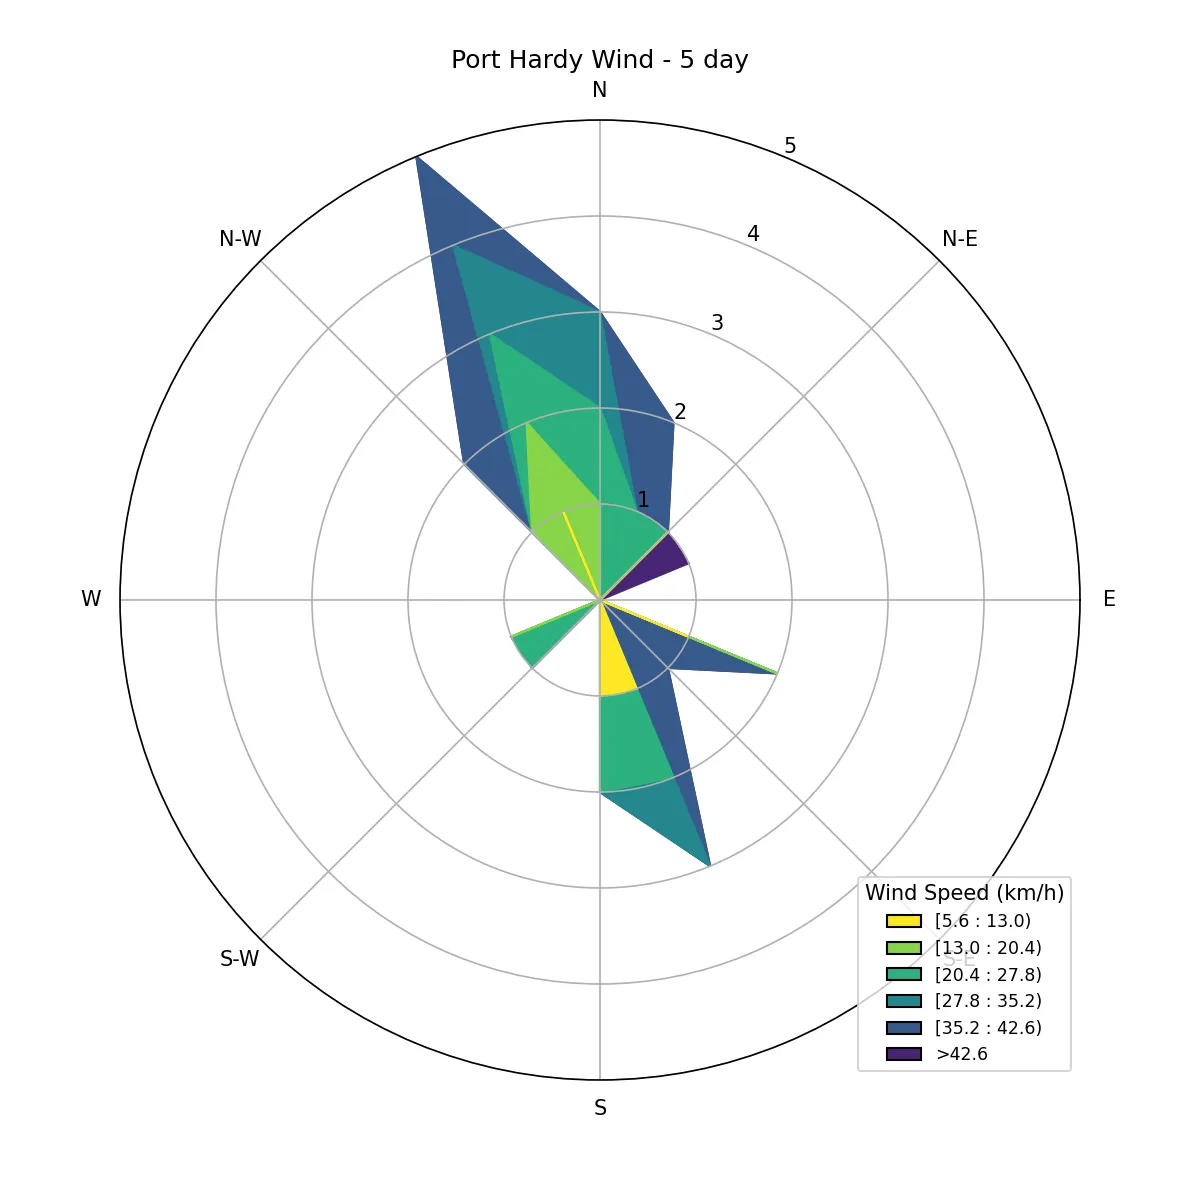 Port Hardy Wind - 5 day
N
5
N-W
4
N-E
3
2
1
W
E
Wind Speed (km/h)
[5.6 : 13.0)
[13.0 : 20.4)
S-W
S-E
[20.4 : 27.8)
[27.8 : 35.2)
[35.2 : 42.6)
>42.6
S